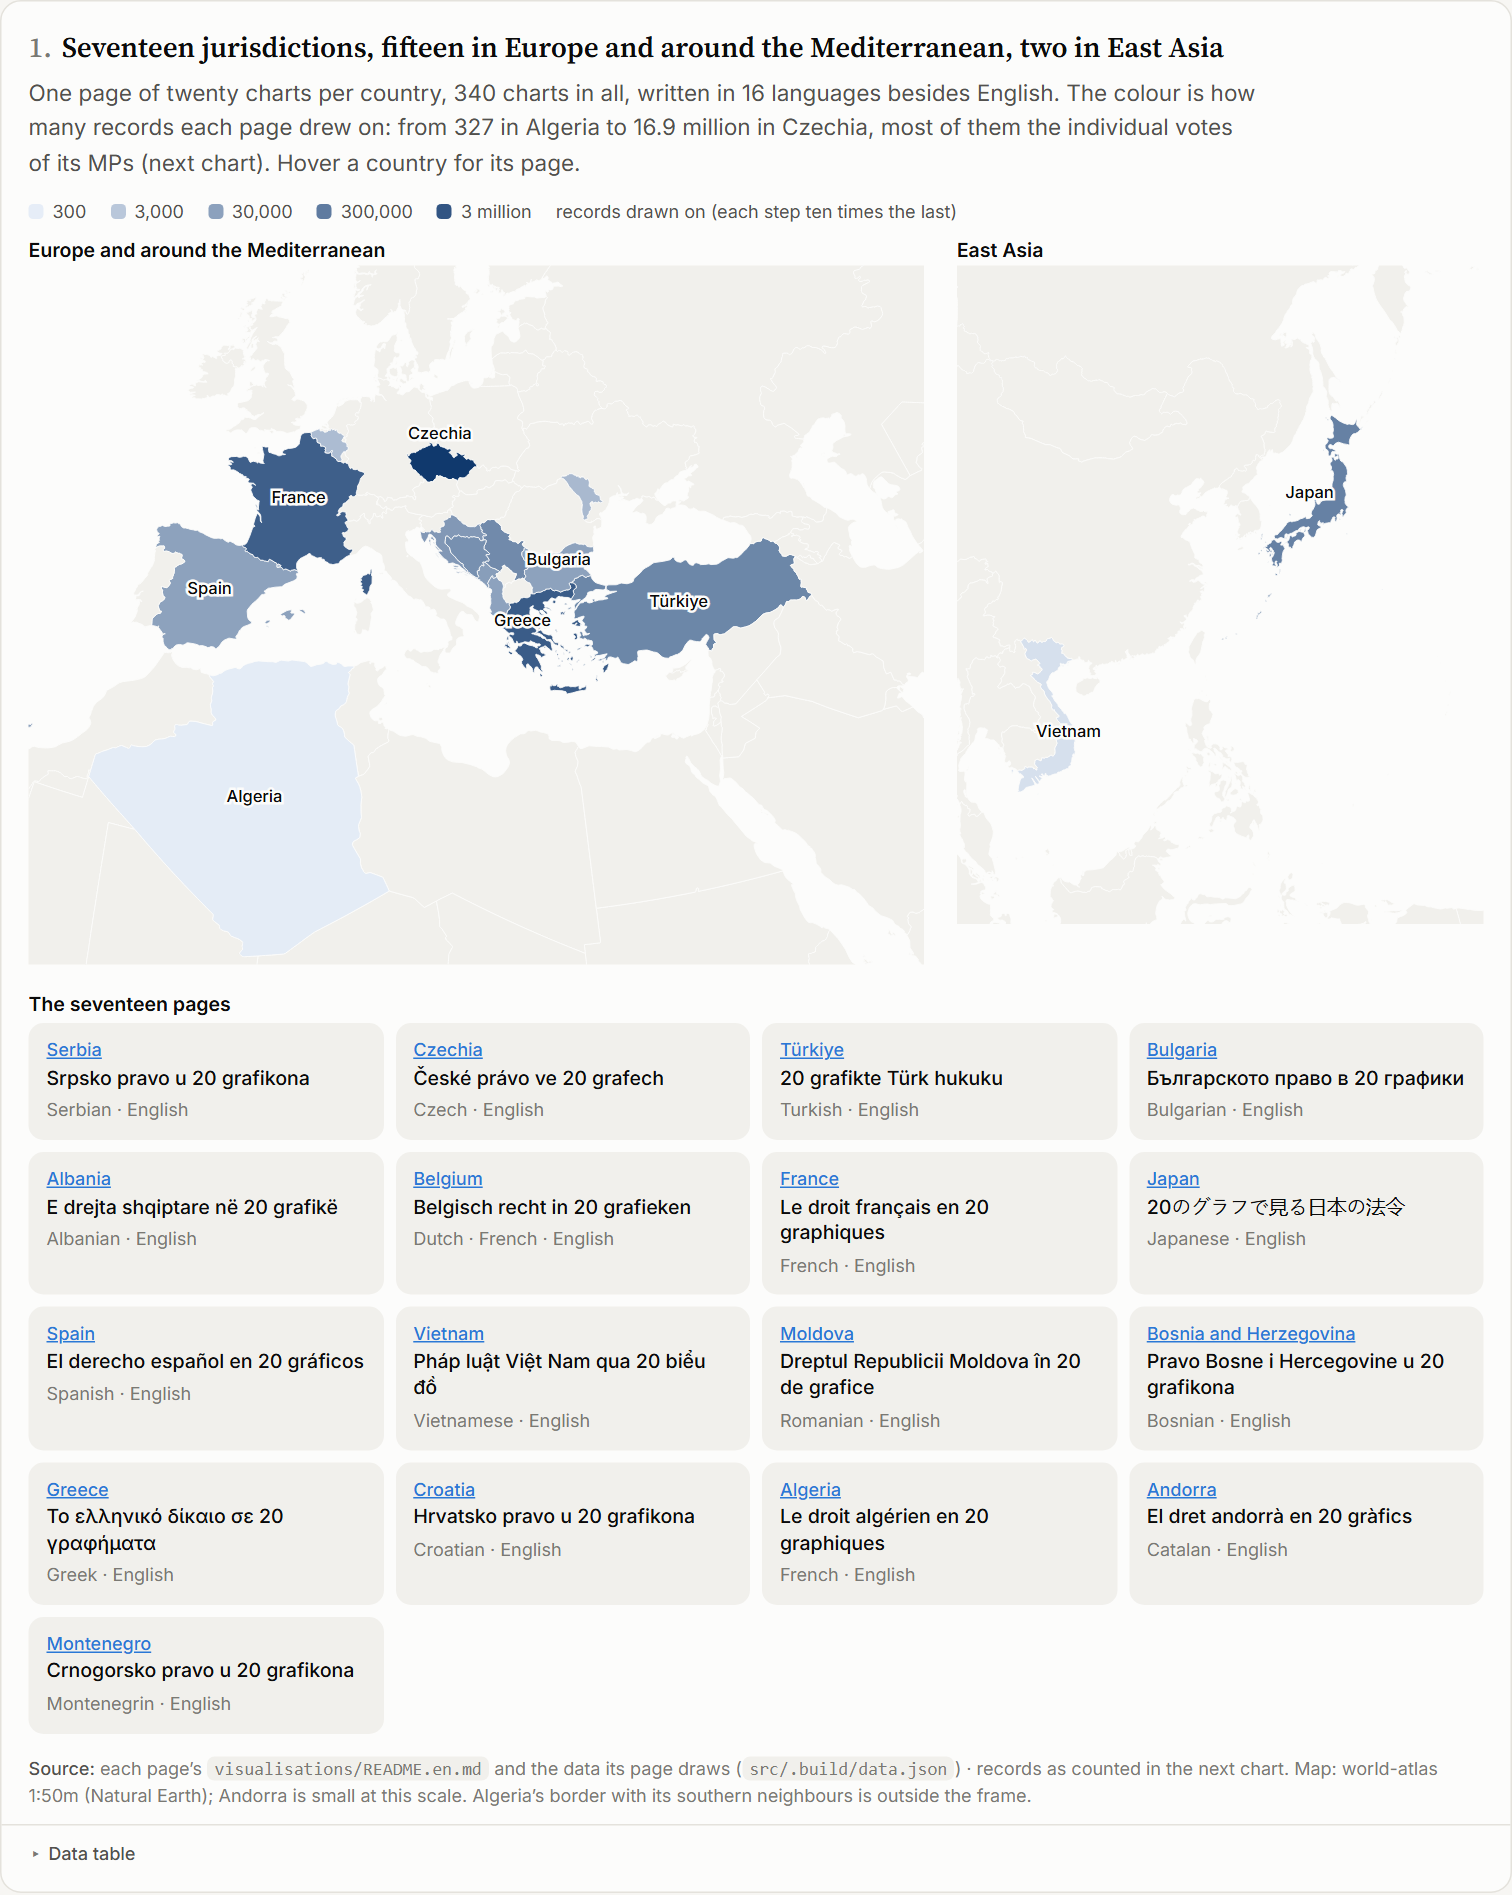 1. Seventeen jurisdictions, fifteen in Europe and around the Mediterranean, two in East Asia
One page of twenty charts per country, 340 charts in all, written in 16 languages besides English. The colour is how
many records each page drew on: from 327 in Algeria to 16.9 million in Czechia, most of them the individual votes
of its MPs (next chart). Hover a country for its page.
300 3,000 30,000 300,000 3 million records drawn on (each step ten times the last)
Europe and around the Mediterranean
Czechia
France
Spain
Bulgaria
Türkiye
Greece
Algeria
East Asia
Japan
Vietnam
The seventeen pages
Serbia
Srpsko pravo u 20 grafikona
Serbian · English
Czechia
České právo ve 20 grafech
Czech · English
Türkiye
20 grafikte Türk hukuku
Turkish · English
Bulgaria
Българското право в 20 графики
Bulgarian · English
Albania
E drejta shqiptare në 20 grafikë
Albanian · English
Belgium
Belgisch recht in 20 grafieken
Dutch · French · English
France
Le droit français en 20
graphiques
French · English
Japan
20のグラフで見る日本の法令
Japanese · English
Spain
El derecho español en 20 gráficos
Spanish · English
Vietnam
Pháp luật Việt Nam qua 20 biểu
đồ
Vietnamese · English
Moldova
Dreptul Republicii Moldova în 20
de grafice
Romanian · English
Bosnia and Herzegovina
Pravo Bosne i Hercegovine u 20
grafikona
Bosnian · English
Greece
Το ελληνικό δίκαιο σε 20
γραφήματα
Greek · English
Croatia
Hrvatsko pravo u 20 grafikona
Croatian · English
Algeria
Le droit algérien en 20
graphiques
French · English
Andorra
El dret andorrà en 20 gràfics
Catalan · English
Montenegro
Crnogorsko pravo u 20 grafikona
Montenegrin · English
Source: each page’s visualisations/README.en.md and the data its page draws (src/.build/data.json) · records as counted in the next chart. Map: world-atlas
1:50m (Natural Earth); Andorra is small at this scale. Algeria’s border with its southern neighbours is outside the frame.
Data table